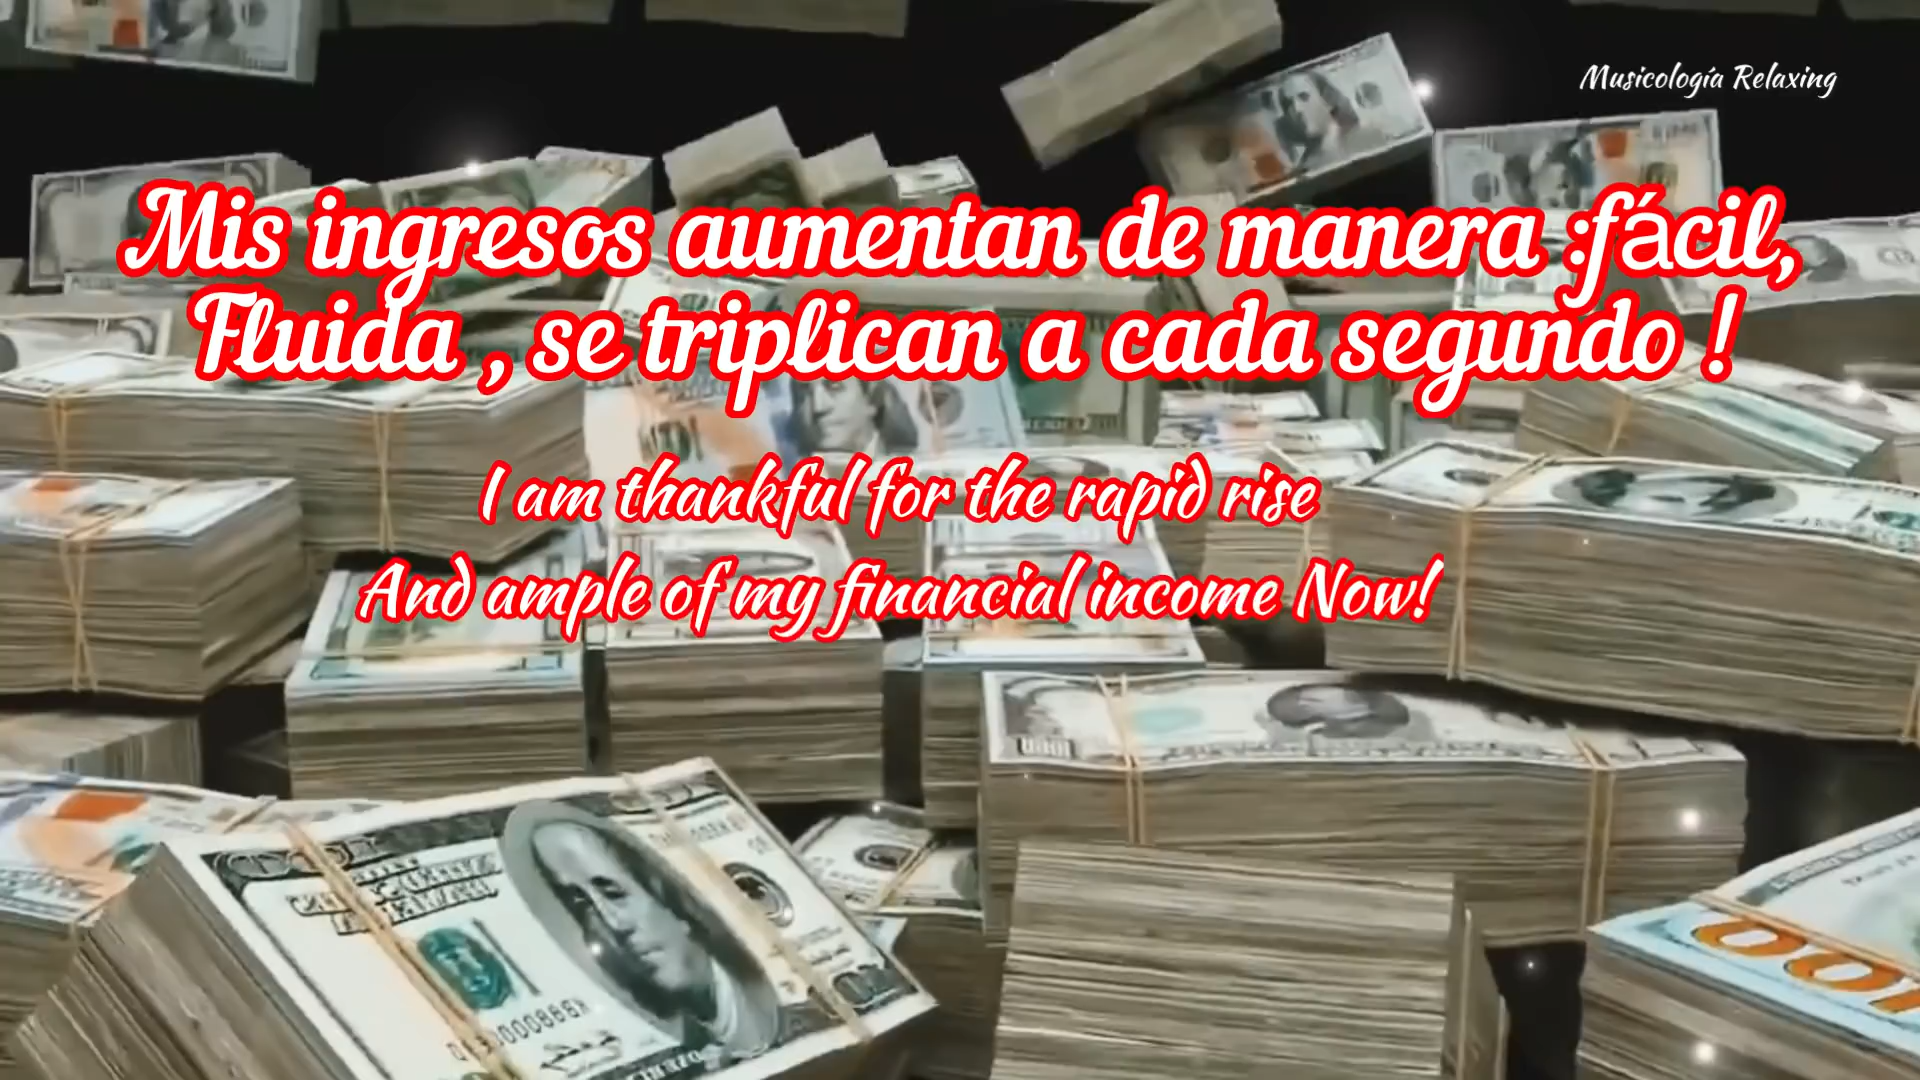 Musicología Relaxing
Mis ingresos aumentan de manera :fácil,
Fluida , se triplican a cada segundo !
I am thankful for the rapid rise
And ample of my financial income Now!